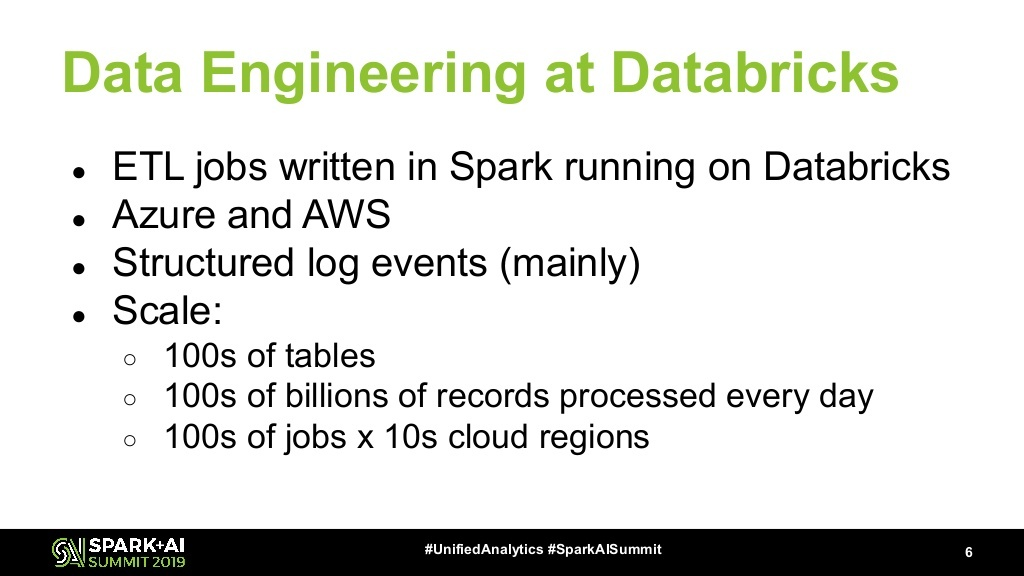 Data Engineering at Databricks
● ETL jobs written in Spark running on Databricks
● Azure and AWS
● Structured log events (mainly)
● Scale:
○ 100s of tables
○ 100s of billions of records processed every day
○ 100s of jobs x 10s cloud regions
SPARK+AI
SUMMIT 2019
#UnifiedAnalytics #SparkAISummit
6